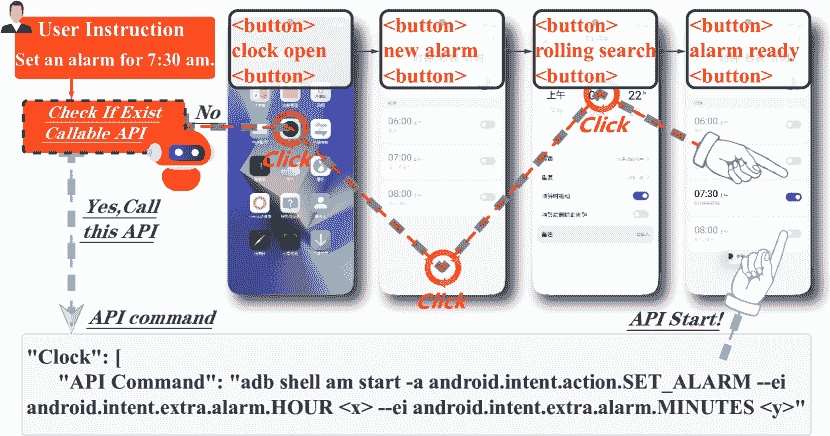 User Instruction
Set an alarm for 7:30 am.
Check If Exist
Callable API
No
Yes,Call
this API
API command
<button>
clock open
<button>
<button>
new alarm
<button>
<button>
rolling search
<button>
<button>
alarm ready
<button>
Click
Click
Click
06:00
07:00
08:00
上午
22
06:00
07:00
07:30
08:00
API Start!
"Clock": [
"API Command": "adb shell am start -a android.intent.action.SET_ALARM --ei
android.intent.extra.alarm.HOUR <x> --ei android.intent.extra.alarm.MINUTES <y>"